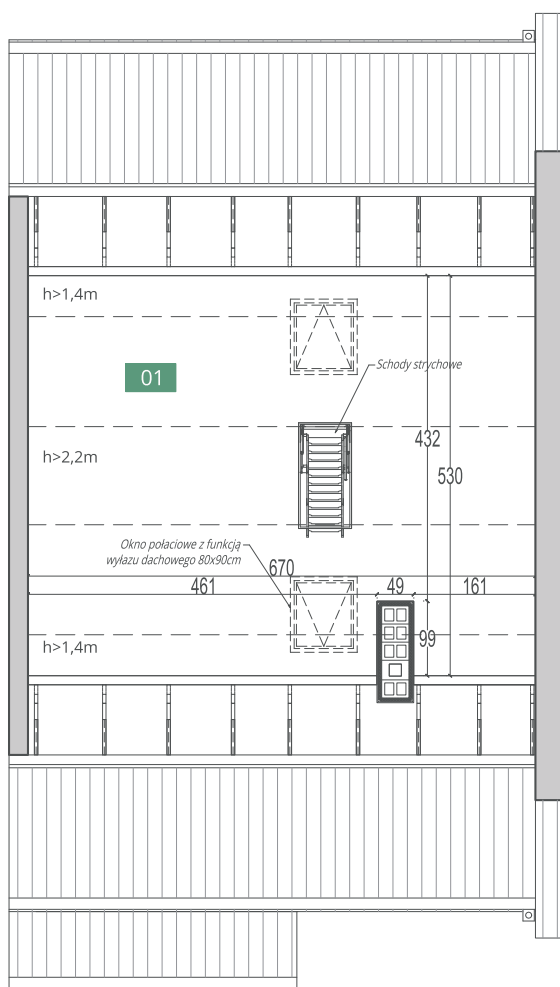 h>1,4m
01
Schody strychowe
432
h>2,2m
530
Okno połaciowe z funkcją
wyłazu dachowego 80x90cm
670
461
49
161
99
h>1,4m